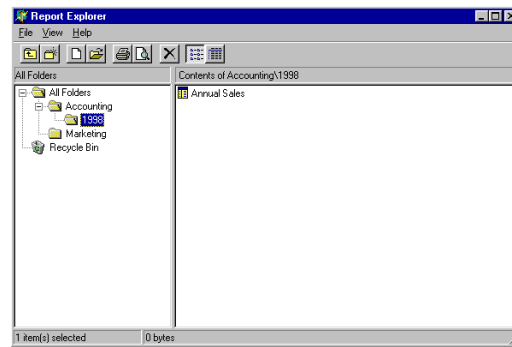 Report Explorer
File View Help
All Folders
Contents of Accounting\1998
All Folders
Accounting
1998
Marketing
Recycle Bin
Annual Sales
1 item(s) selected
0 bytes